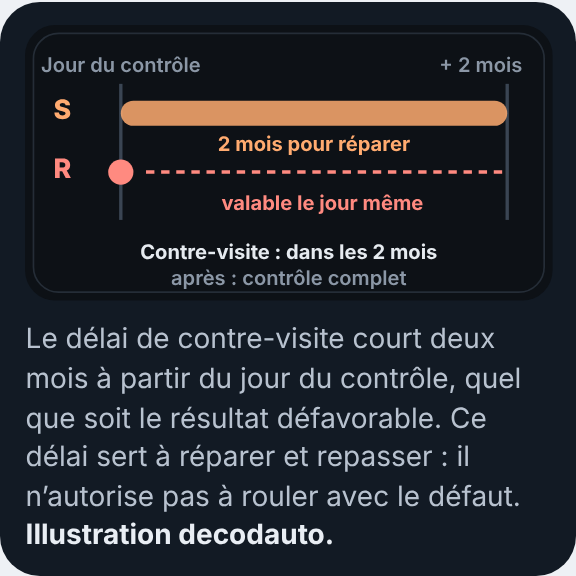 Jour du contrôle
+ 2 mois
S
2 mois pour réparer
R
valable le jour même
Contre-visite : dans les 2 mois
après : contrôle complet
Le délai de contre-visite court deux
mois à partir du jour du contrôle, quel
que soit le résultat défavorable. Ce
délai sert à réparer et repasser : il
n’autorise pas à rouler avec le défaut.
Illustration decodauto.